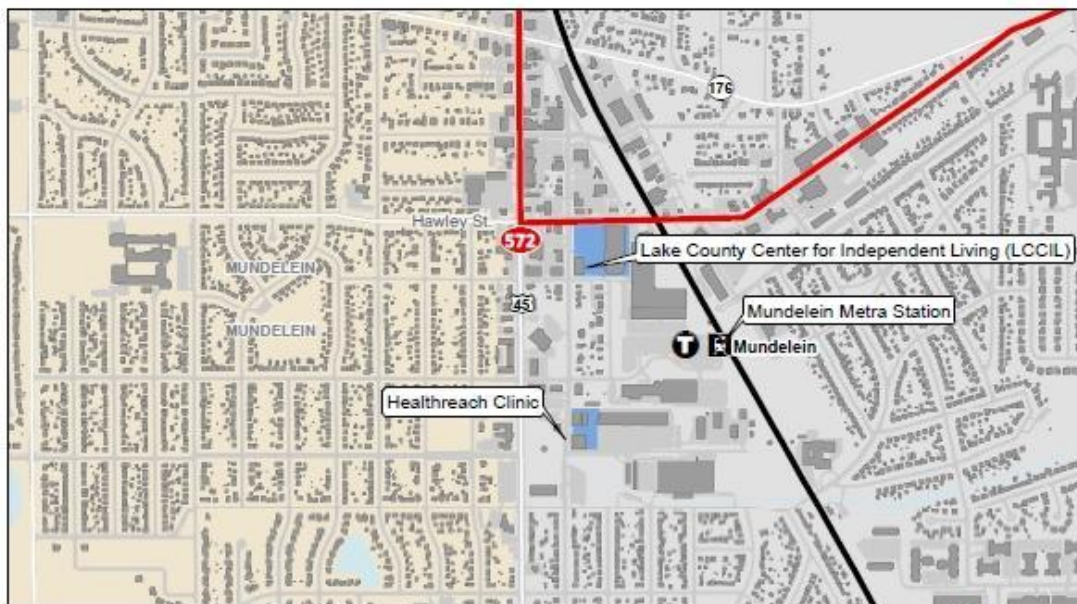 176
Hawley St.
572
Lake County Center for Independent Living (LCCIL)
MUNDELEIN
45
Mundelein Metra Station
MUNDELEIN
T
Mundelein
Healthreach Clinic